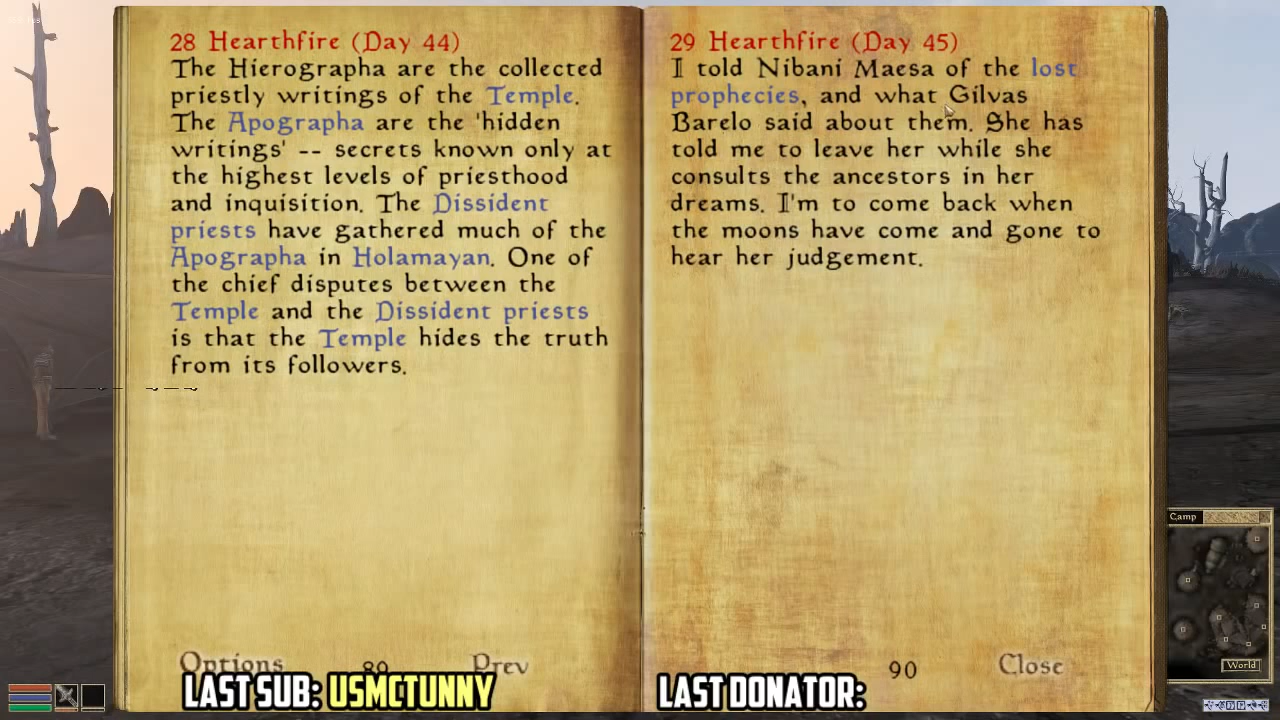 28 Hearthfire (Day 44)
The Hierographa are the collected
priestly writings of the Temple.
The Apographa are the 'hidden
writings' -- secrets known only at
the highest levels of priesthood
and inquisition. The Dissident
priests have gathered much of the
Apographa in Holamayan. One of
the chief disputes between the
Temple and the Dissident priests
is that the Temple hides the truth
from its followers.
29 Hearthfire (Day 45)
I told Nibani Maesa of the lost
prophecies, and what Gilvas
Barelo said about them. She has
told me to leave her while she
consults the ancestors in her
dreams. I'm to come back when
the moons have come and gone to
hear her judgement.
Options 89 Prev
90 Close
LAST SUB: USMCTUNNY
LAST DONATOR:
Camp
World